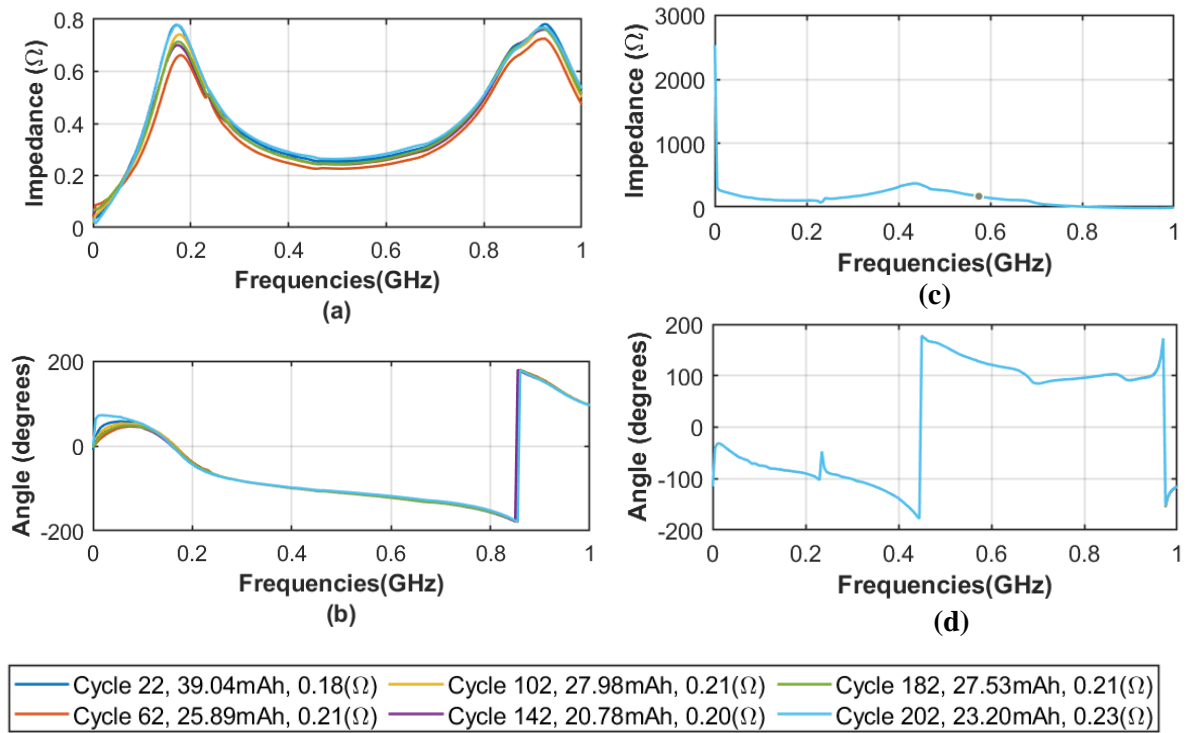 Impedance (Ω)
0.8
0.6
0.4
0.2
0
0 0.2 0.4 0.6 0.8 1
Frequencies(GHz)
(a)
Angle (degrees)
200
0
-200
0 0.2 0.4 0.6 0.8 1
Frequencies(GHz)
(b)
Impedance (Ω)
3000
2000
1000
0
0 0.2 0.4 0.6 0.8 1
Frequencies(GHz)
(c)
Angle (degrees)
200
100
0
-100
-200
0 0.2 0.4 0.6 0.8 1
Frequencies(GHz)
(d)
Cycle 22, 39.04mAh, 0.18(Ω) Cycle 102, 27.98mAh, 0.21(Ω) Cycle 182, 27.53mAh, 0.21(Ω)
Cycle 62, 25.89mAh, 0.21(Ω) Cycle 142, 20.78mAh, 0.20(Ω) Cycle 202, 23.20mAh, 0.23(Ω)